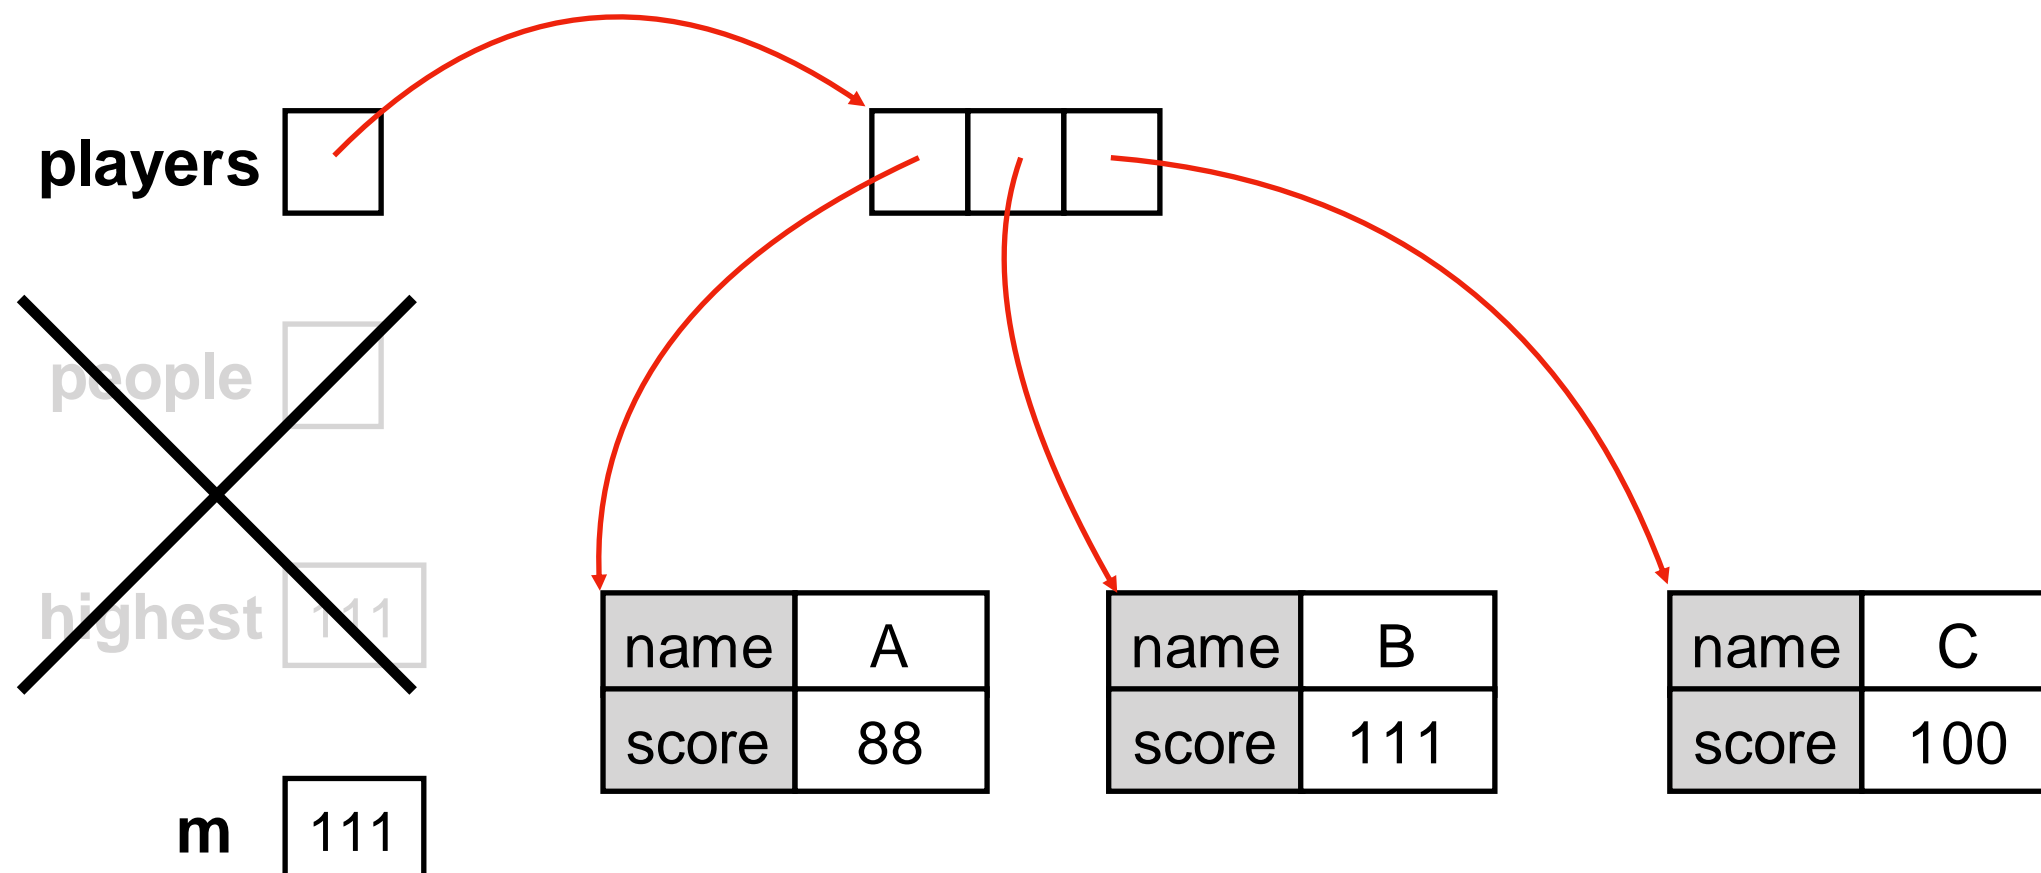 players
people
highest 111
name A name B name C
score 88 score 111 score 100
m 111